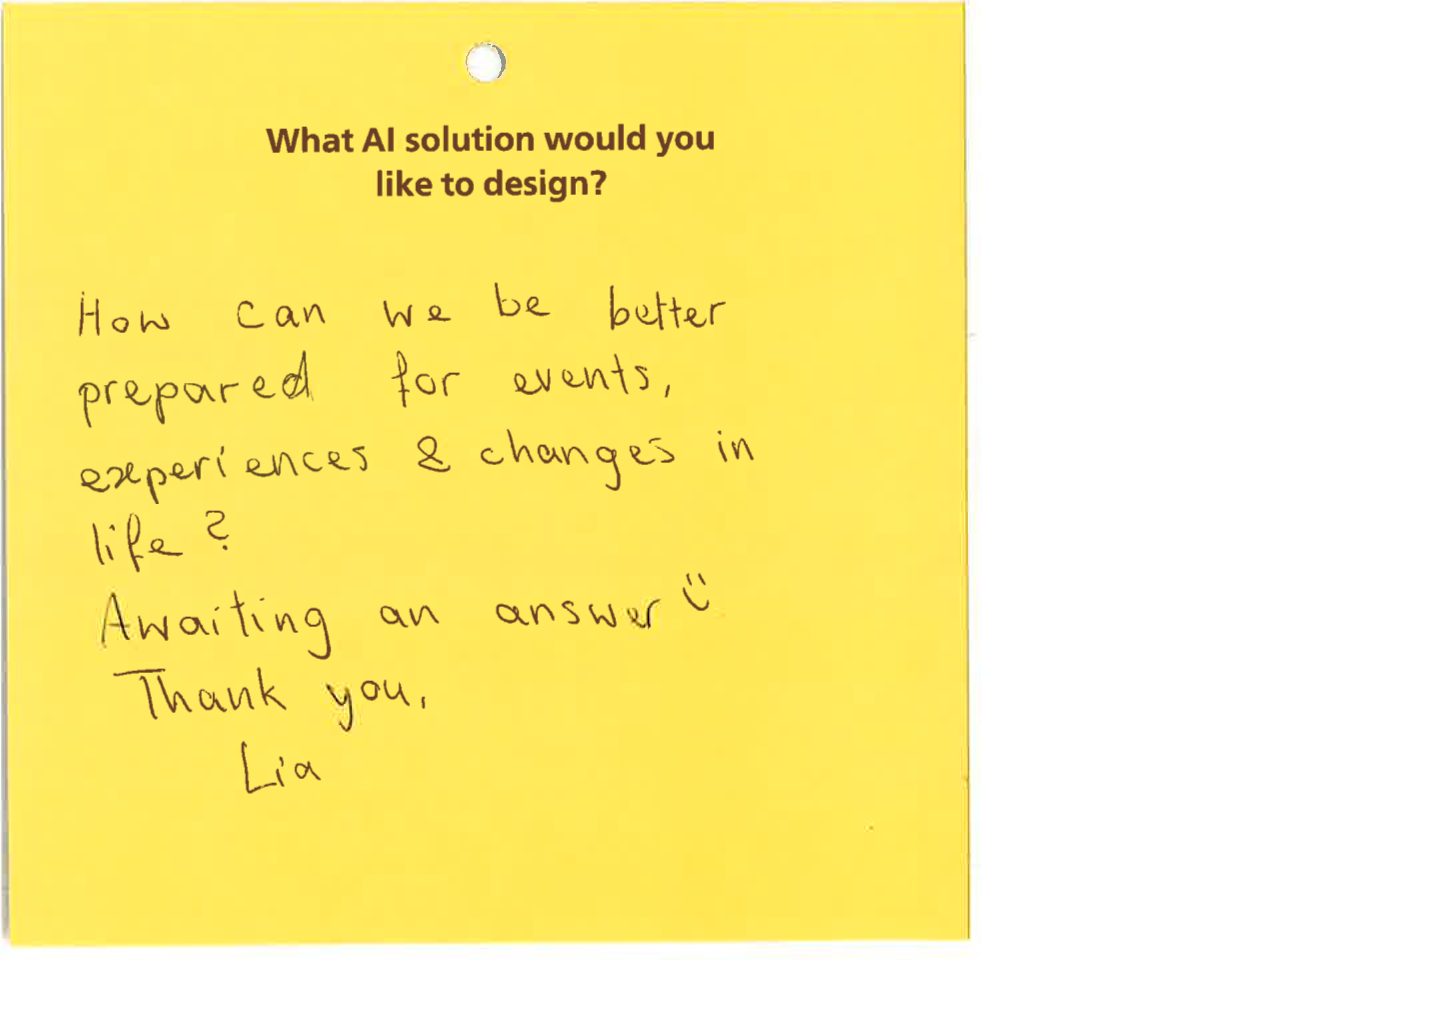 What AI solution would you
like to design?
How can we be better
prepared for events,
experiences & changes in
life?
Awaiting an answer ü
Thank you,
Lia